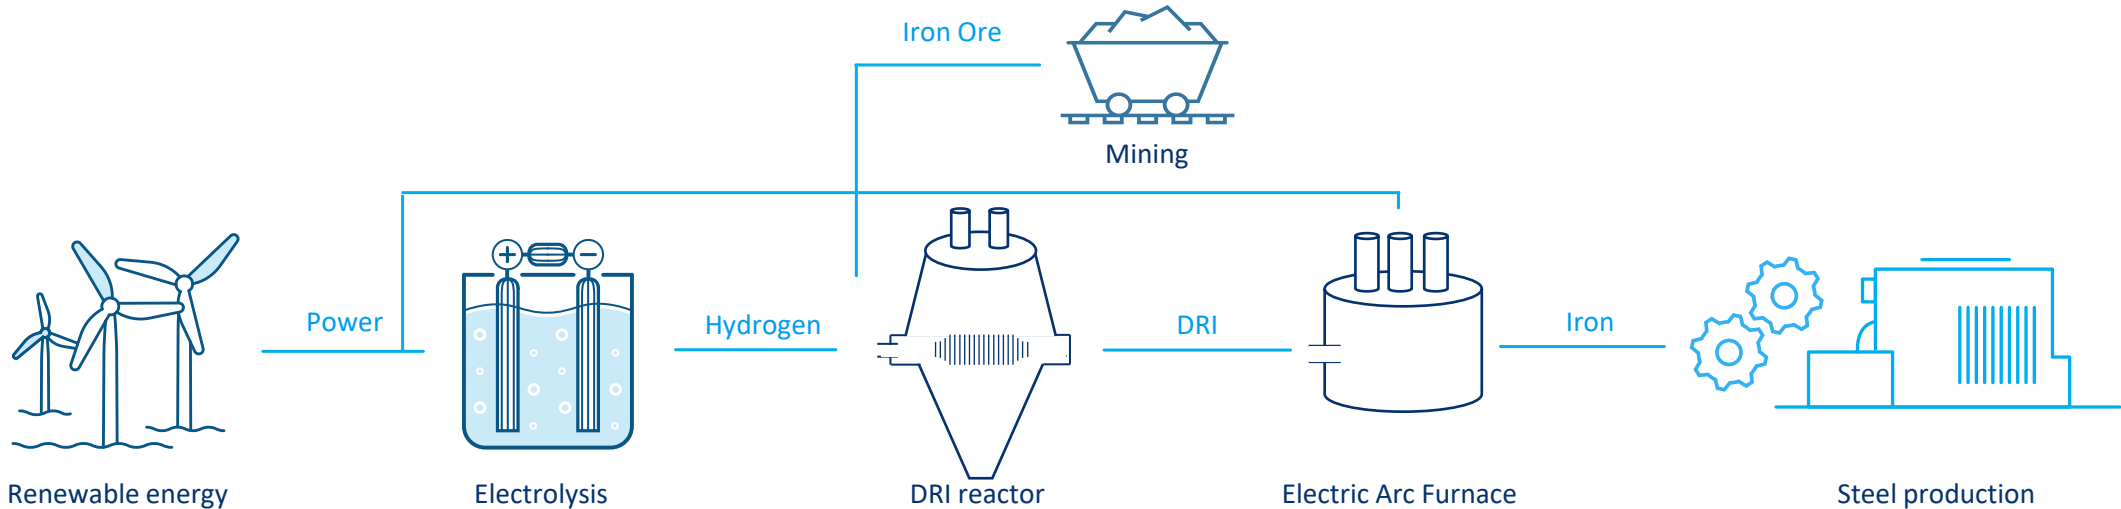 Iron Ore
Mining
Power
Hydrogen
DRI
Iron
Renewable energy
Electrolysis
DRI reactor
Electric Arc Furnace
Steel production